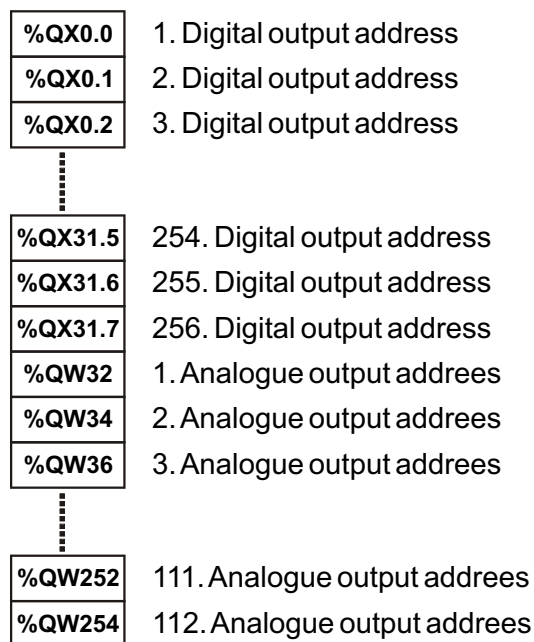 %QX0.0 1. Digital output address
%QX0.1 2. Digital output address
%QX0.2 3. Digital output address
%QX31.5 254. Digital output address
%QX31.6 255. Digital output address
%QX31.7 256. Digital output address
%QW32 1. Analogue output addrees
%QW34 2. Analogue output addrees
%QW36 3. Analogue output addrees
%QW252 111. Analogue output addrees
%QW254 112. Analogue output addrees